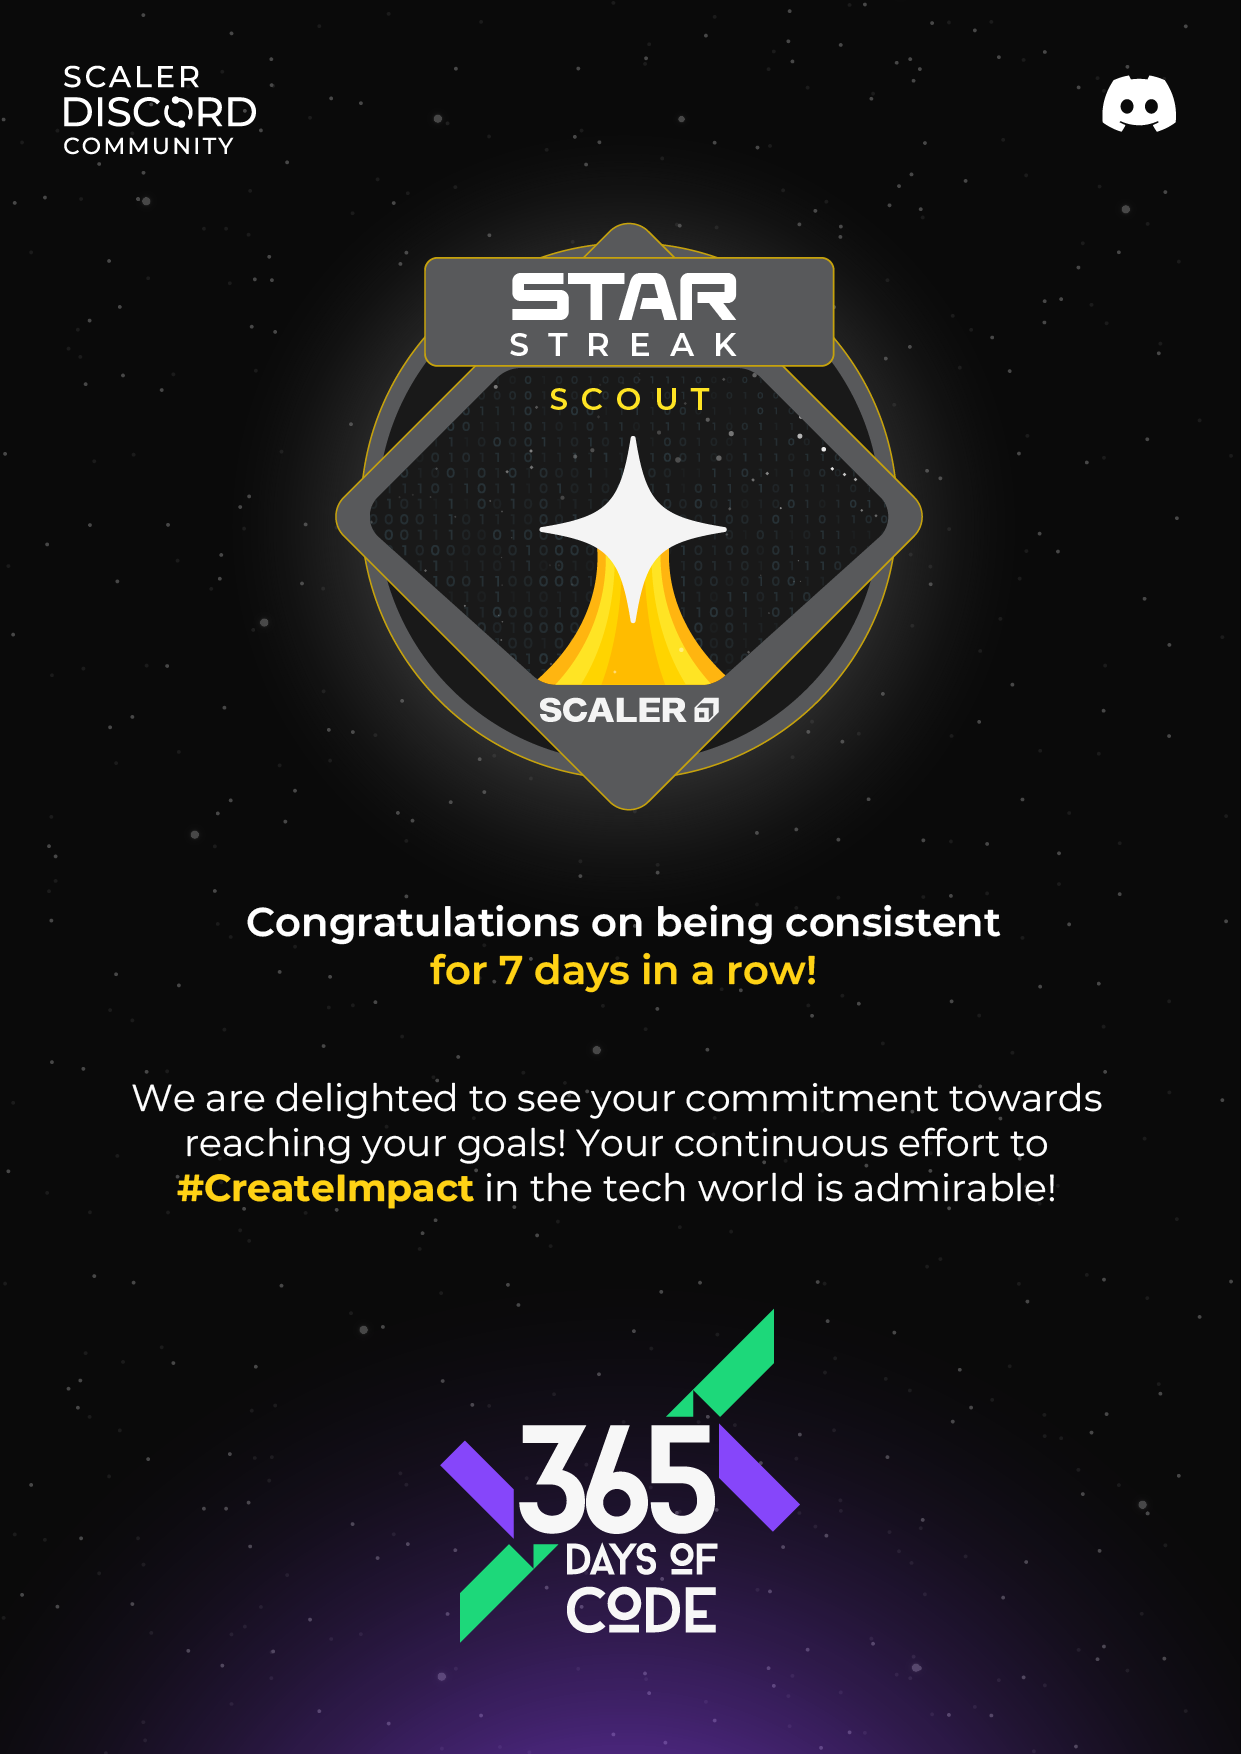 SCALER
DISCORD
COMMUNITY
STAR
STREAK
SCOUT
SCALER
Congratulations on being consistent
for 7 days in a row!
We are delighted to see your commitment towards
reaching your goals! Your continuous effort to
#CreateImpact in the tech world is admirable!
365
DAYS OF
CODE